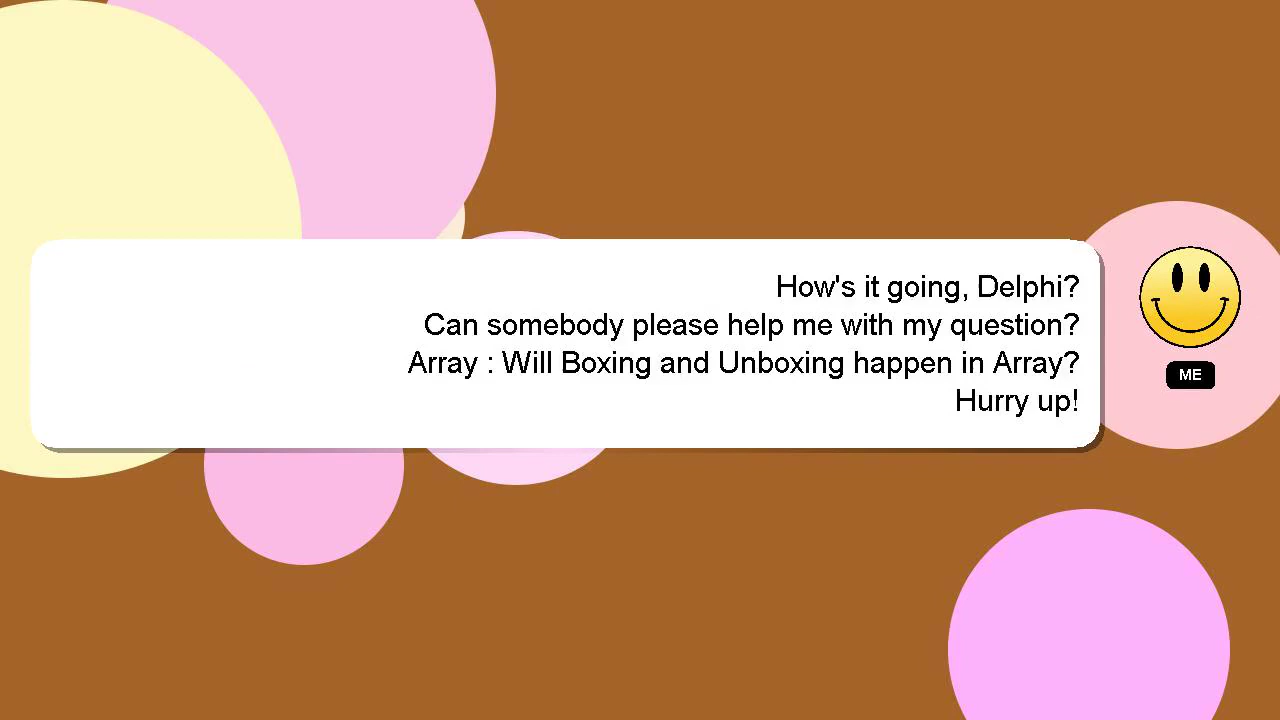 How's it going, Delphi?
Can somebody please help me with my question?
Array : Will Boxing and Unboxing happen in Array?
Hurry up!
ME